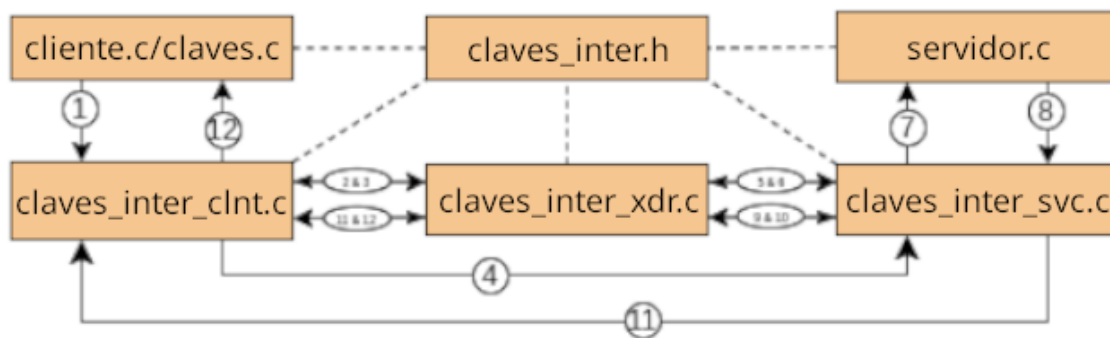 cliente.c/claves.c
claves_inter.h
servidor.c
1
12
7
8
claves_inter_clnt.c
2 & 3
11 & 12
claves_inter_xdr.c
5 & 6
9 & 10
claves_inter_svc.c
4
11